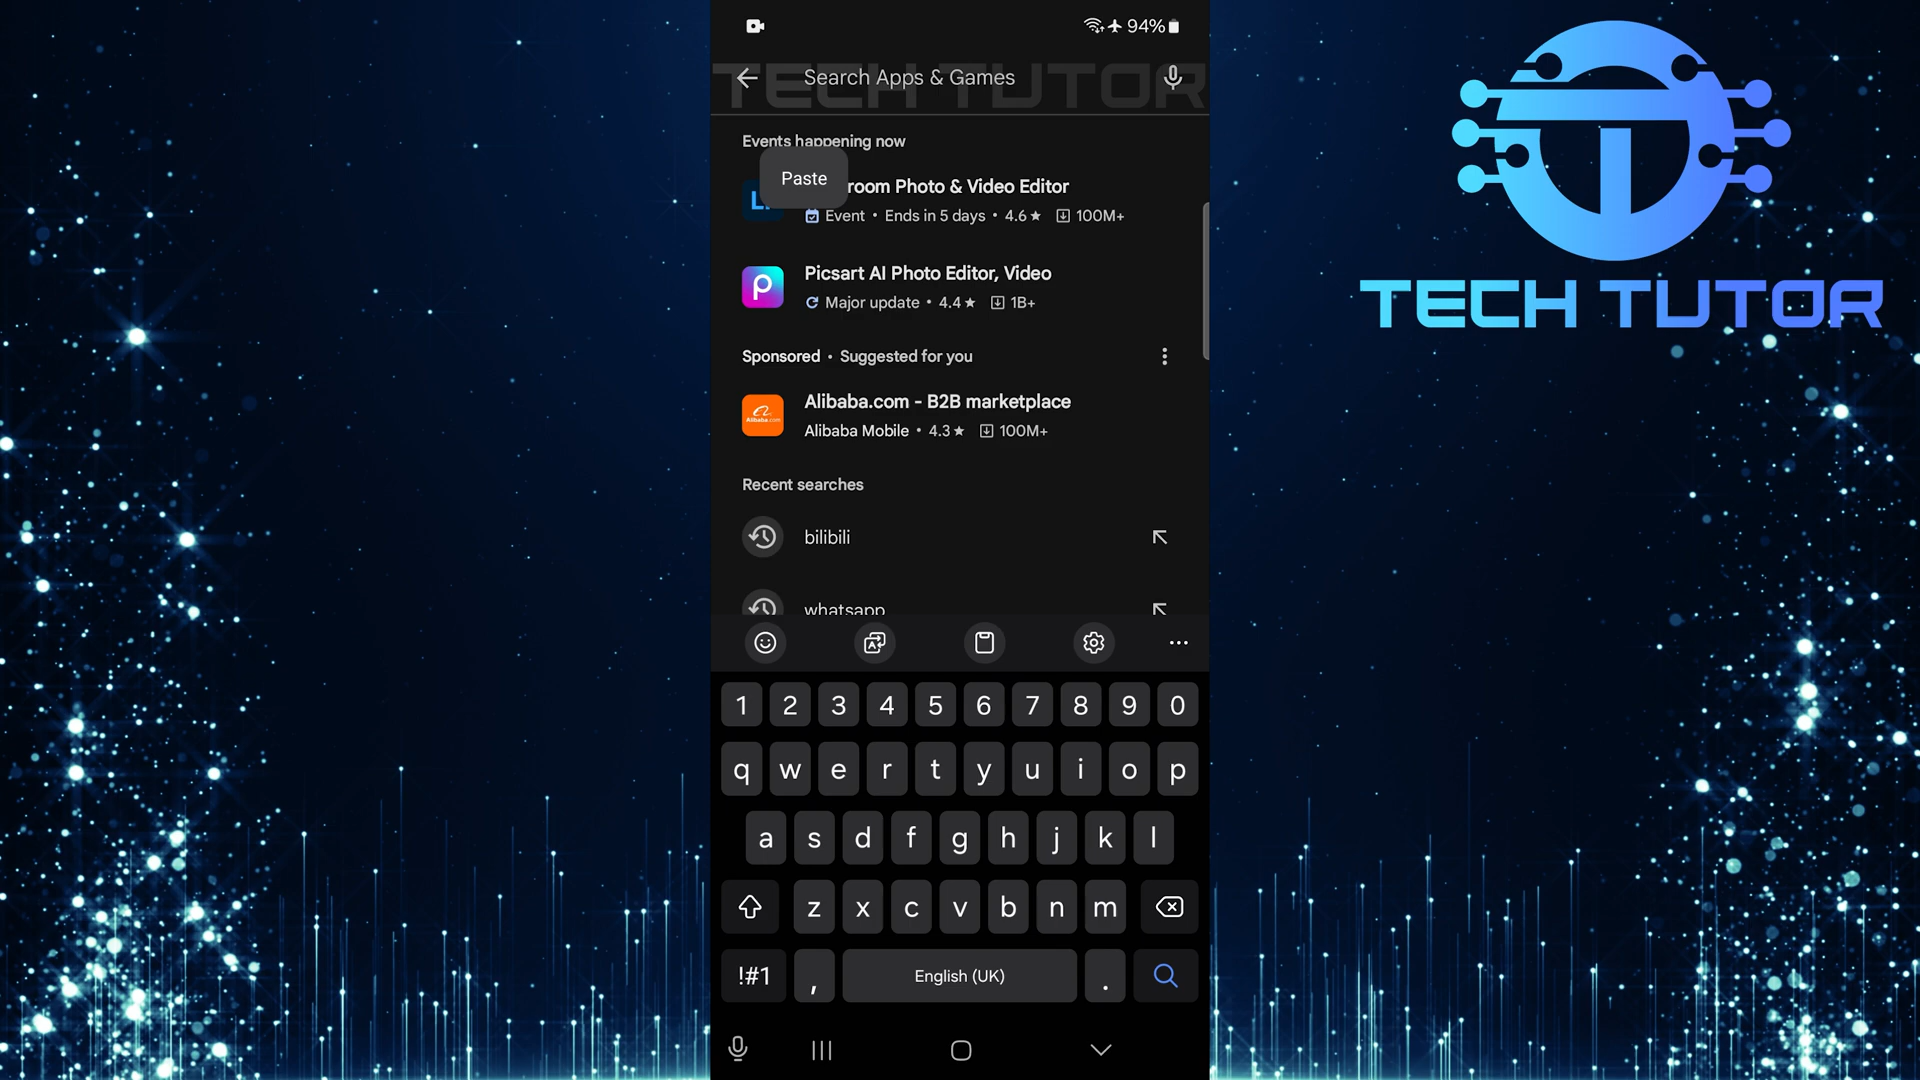 94%
Search Apps & Games
TECH TUTOR
Events happening now
Paste
room Photo & Video Editor
Event • Ends in 5 days • 4.6★ 100M+
Picsart AI Photo Editor, Video
Major update • 4.4★ 1B+
Sponsored • Suggested for you
Alibaba.com - B2B marketplace
Alibaba.com
Alibaba Mobile • 4.3★ 100M+
Recent searches
bilibili
whatsapp
1 2 3 4 5 6 7 8 9 0
q w e r t y u i o p
a s d f g h j k l
z x c v b n m
!#1 , English (UK) .
TECH TUTOR